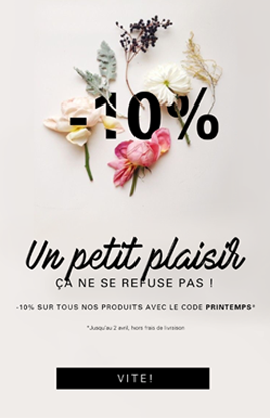 -10%
Un petit plaisir
ÇA NE SE REFUSE PAS !
-10% SUR TOUS NOS PRODUITS AVEC LE CODE PRINTEMPS*
*Jusqu'au 2 avril, hors frais de livraison
VITE!